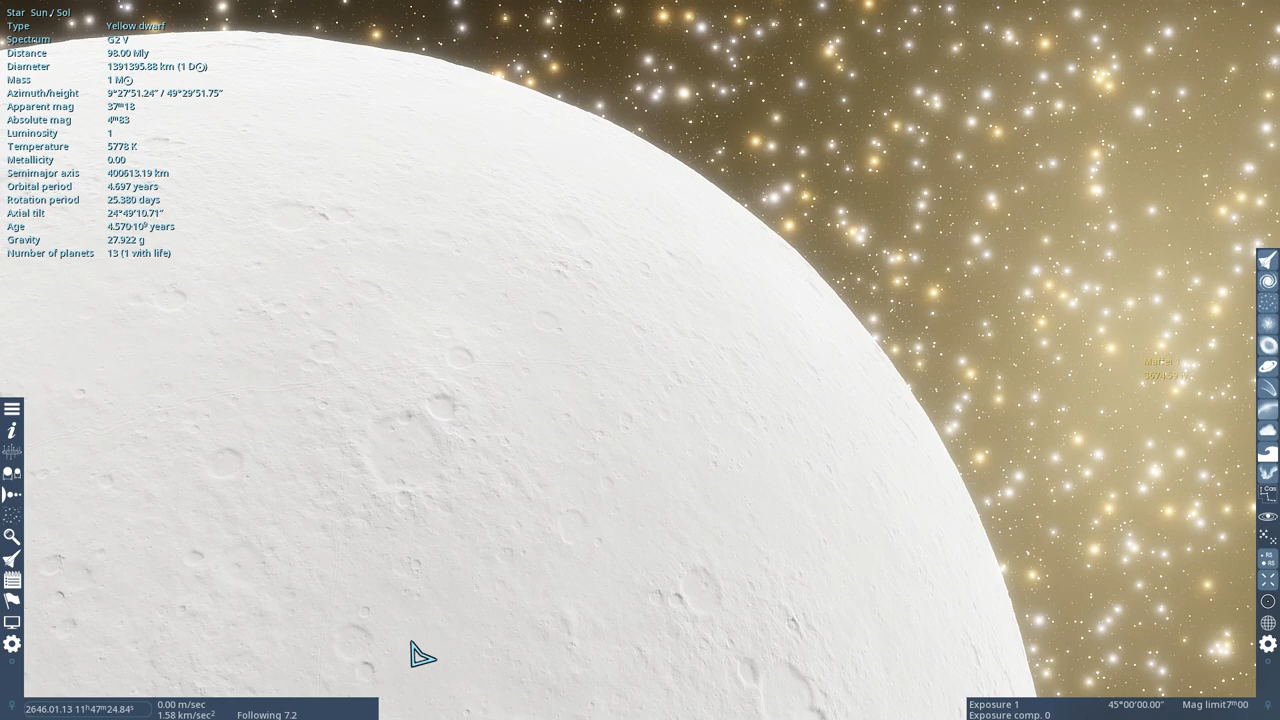 Star Sun / Sol
Type Yellow dwarf
Spectrum G2 V
Distance 98.00 Mly
Diameter 1391395.88 km (1 D☉)
Mass 1 M☉
Azimuth/height 9°27'51.24" / 49°29'51.75"
Apparent mag 37ᵐ18
Absolute mag 4ᵐ83
Luminosity 1
Temperature 5778 K
Metallicity 0.00
Semimajor axis 400613.19 km
Orbital period 4.697 years
Rotation period 25.380 days
Axial tilt 24°49'10.71"
Age 4.570·10⁹ years
Gravity 27.922 g
Number of planets 13 (1 with life)
2646.01.13 11ʰ47ᵐ24.84ˢ
0.00 m/sec
1.58 km/sec²
Following 7.2
Exposure 1
45°00'00.00"
Mag limit 7ᵐ00
Exposure comp. 0